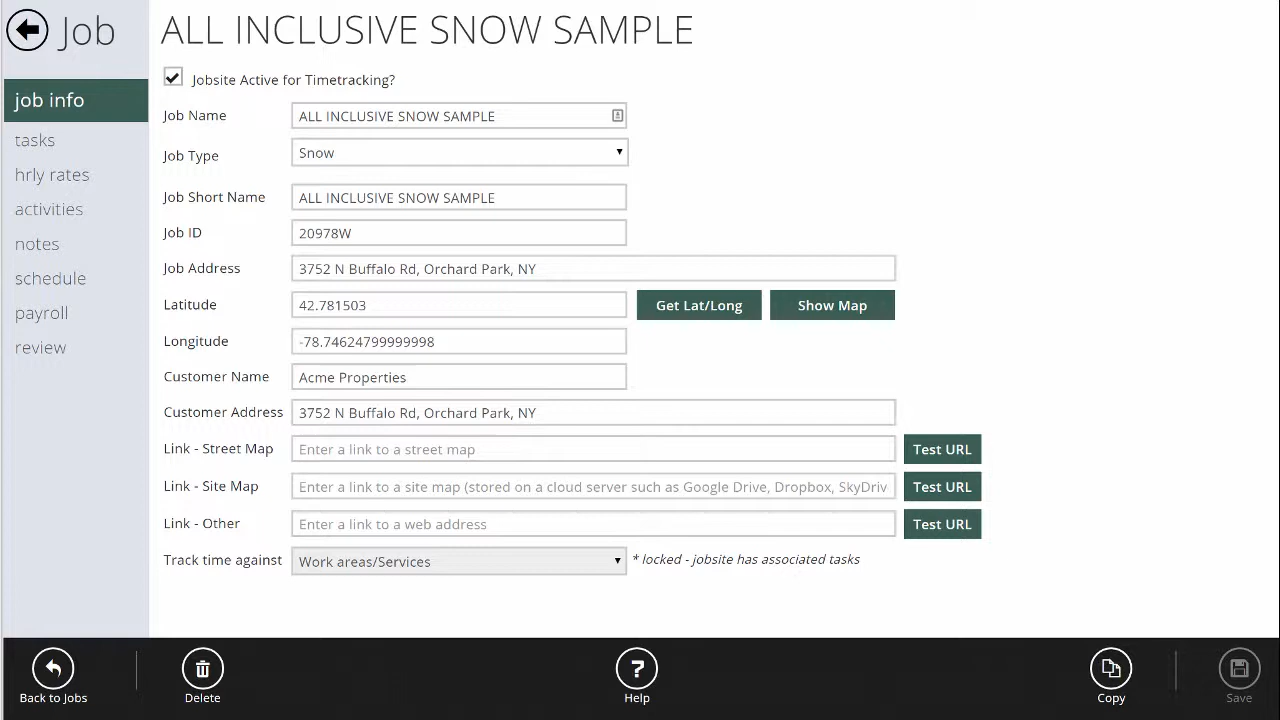 Job
ALL INCLUSIVE SNOW SAMPLE
job info
tasks
hrly rates
activities
notes
schedule
payroll
review
Jobsite Active for Timetracking?
Job Name ALL INCLUSIVE SNOW SAMPLE
Job Type Snow
Job Short Name ALL INCLUSIVE SNOW SAMPLE
Job ID 20978W
Job Address 3752 N Buffalo Rd, Orchard Park, NY
Latitude 42.781503 Get Lat/Long Show Map
Longitude -78.74624799999998
Customer Name Acme Properties
Customer Address 3752 N Buffalo Rd, Orchard Park, NY
Link - Street Map Enter a link to a street map Test URL
Link - Site Map Enter a link to a site map (stored on a cloud server such as Google Drive, Dropbox, SkyDriv Test URL
Link - Other Enter a link to a web address Test URL
Track time against Work areas/Services * locked - jobsite has associated tasks
Back to Jobs Delete ? Help Copy Save